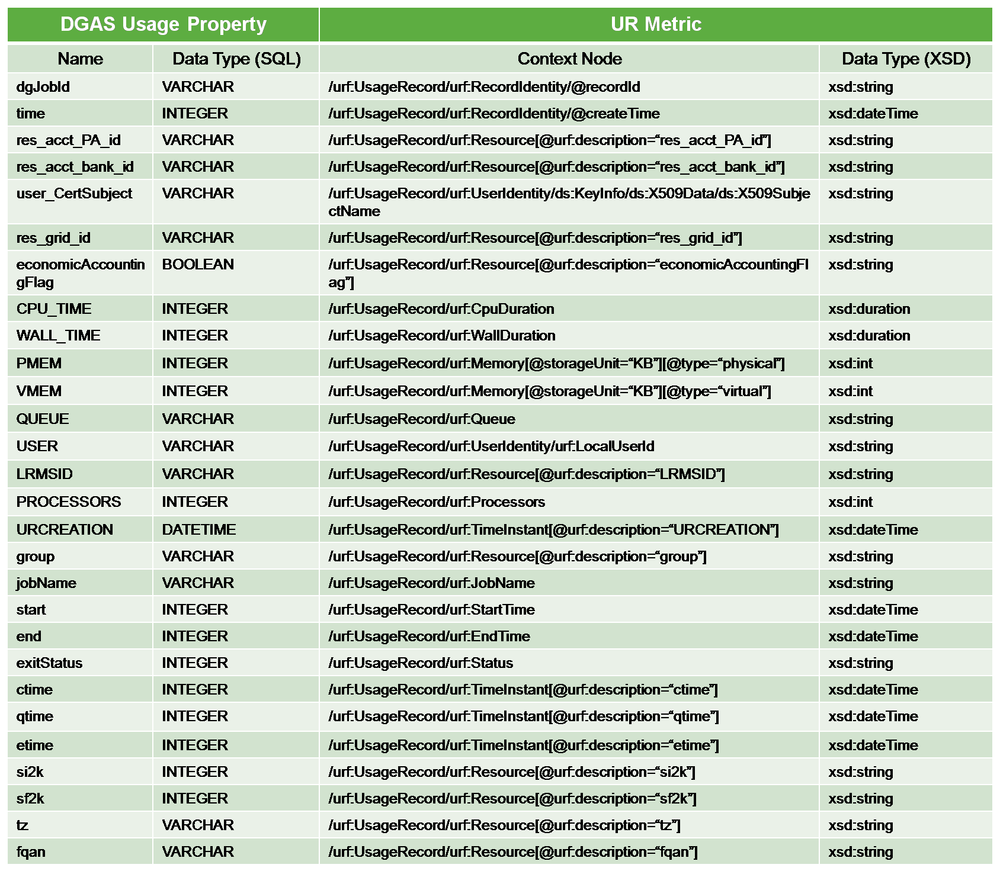 DGAS Usage Property UR Metric
Name Data Type (SQL) Context Node Data Type (XSD)
dgJobId VARCHAR /urf:UsageRecord/urf:RecordIdentity/@recordId xsd:string
time INTEGER /urf:UsageRecord/urf:RecordIdentity/@createTime xsd:dateTime
res_acct_PA_id VARCHAR /urf:UsageRecord/urf:Resource[@urf:description=“res_acct_PA_id”] xsd:string
res_acct_bank_id VARCHAR /urf:UsageRecord/urf:Resource[@urf:description=“res_acct_bank_id”] xsd:string
user_CertSubject VARCHAR /urf:UsageRecord/urf:UserIdentity/ds:KeyInfo/ds:X509Data/ds:X509Subje xsd:string
ctName
res_grid_id VARCHAR /urf:UsageRecord/urf:Resource[@urf:description=“res_grid_id”] xsd:string
economicAccountin BOOLEAN /urf:UsageRecord/urf:Resource[@urf:description=“economicAccountingFl xsd:string
gFlag ag”]
CPU_TIME INTEGER /urf:UsageRecord/urf:CpuDuration xsd:duration
WALL_TIME INTEGER /urf:UsageRecord/urf:WallDuration xsd:duration
PMEM INTEGER /urf:UsageRecord/urf:Memory[@storageUnit=“KB”][@type=“physical”] xsd:int
VMEM INTEGER /urf:UsageRecord/urf:Memory[@storageUnit=“KB”][@type=“virtual”] xsd:int
QUEUE VARCHAR /urf:UsageRecord/urf:Queue xsd:string
USER VARCHAR /urf:UsageRecord/urf:UserIdentity/urf:LocalUserId xsd:string
LRMSID VARCHAR /urf:UsageRecord/urf:Resource[@urf:description=“LRMSID”] xsd:string
PROCESSORS INTEGER /urf:UsageRecord/urf:Processors xsd:int
URCREATION DATETIME /urf:UsageRecord/urf:TimeInstant[@urf:description=“URCREATION”] xsd:dateTime
group VARCHAR /urf:UsageRecord/urf:Resource[@urf:description=“group”] xsd:string
jobName VARCHAR /urf:UsageRecord/urf:JobName xsd:string
start INTEGER /urf:UsageRecord/urf:StartTime xsd:dateTime
end INTEGER /urf:UsageRecord/urf:EndTime xsd:dateTime
exitStatus INTEGER /urf:UsageRecord/urf:Status xsd:string
ctime INTEGER /urf:UsageRecord/urf:TimeInstant[@urf:description=“ctime”] xsd:dateTime
qtime INTEGER /urf:UsageRecord/urf:TimeInstant[@urf:description=“qtime”] xsd:dateTime
etime INTEGER /urf:UsageRecord/urf:TimeInstant[@urf:description=“etime”] xsd:dateTime
si2k INTEGER /urf:UsageRecord/urf:Resource[@urf:description=“si2k”] xsd:string
sf2k INTEGER /urf:UsageRecord/urf:Resource[@urf:description=“sf2k”] xsd:string
tz VARCHAR /urf:UsageRecord/urf:Resource[@urf:description=“tz”] xsd:string
fqan VARCHAR /urf:UsageRecord/urf:Resource[@urf:description=“fqan”] xsd:string